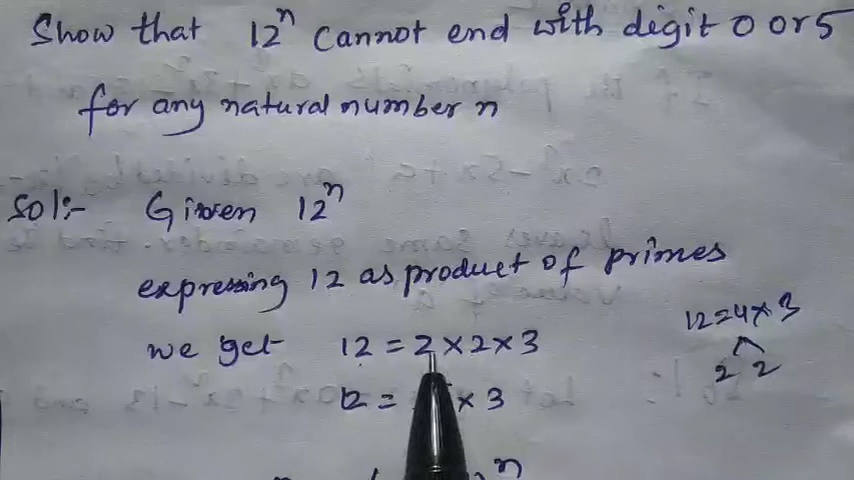 Show that 12ⁿ cannot end with digit 0 or 5
for any natural number n
Sol:- Given 12ⁿ
expressing 12 as product of primes
we get 12 = 2 × 2 × 3
12 = 4 × 3
2 2
12 = × 3
n